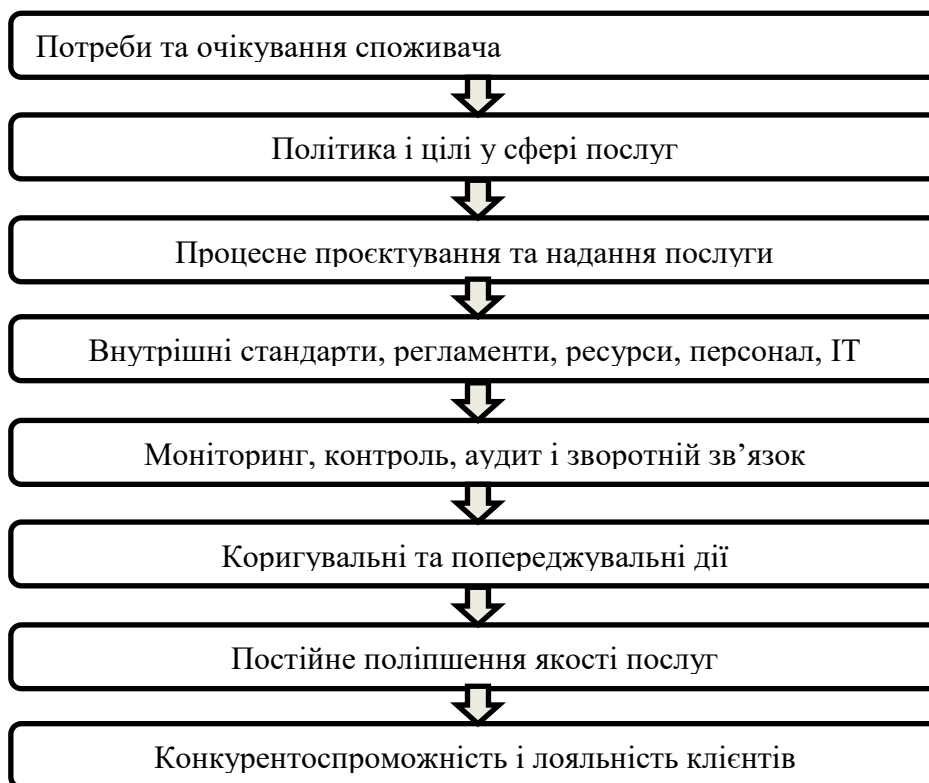 Потреби та очікування споживача
Політика і цілі у сфері послуг
Процесне проєктування та надання послуги
Внутрішні стандарти, регламенти, ресурси, персонал, ІТ
Моніторинг, контроль, аудит і зворотній зв’язок
Коригувальні та попереджувальні дії
Постійне поліпшення якості послуг
Конкурентоспроможність і лояльність клієнтів